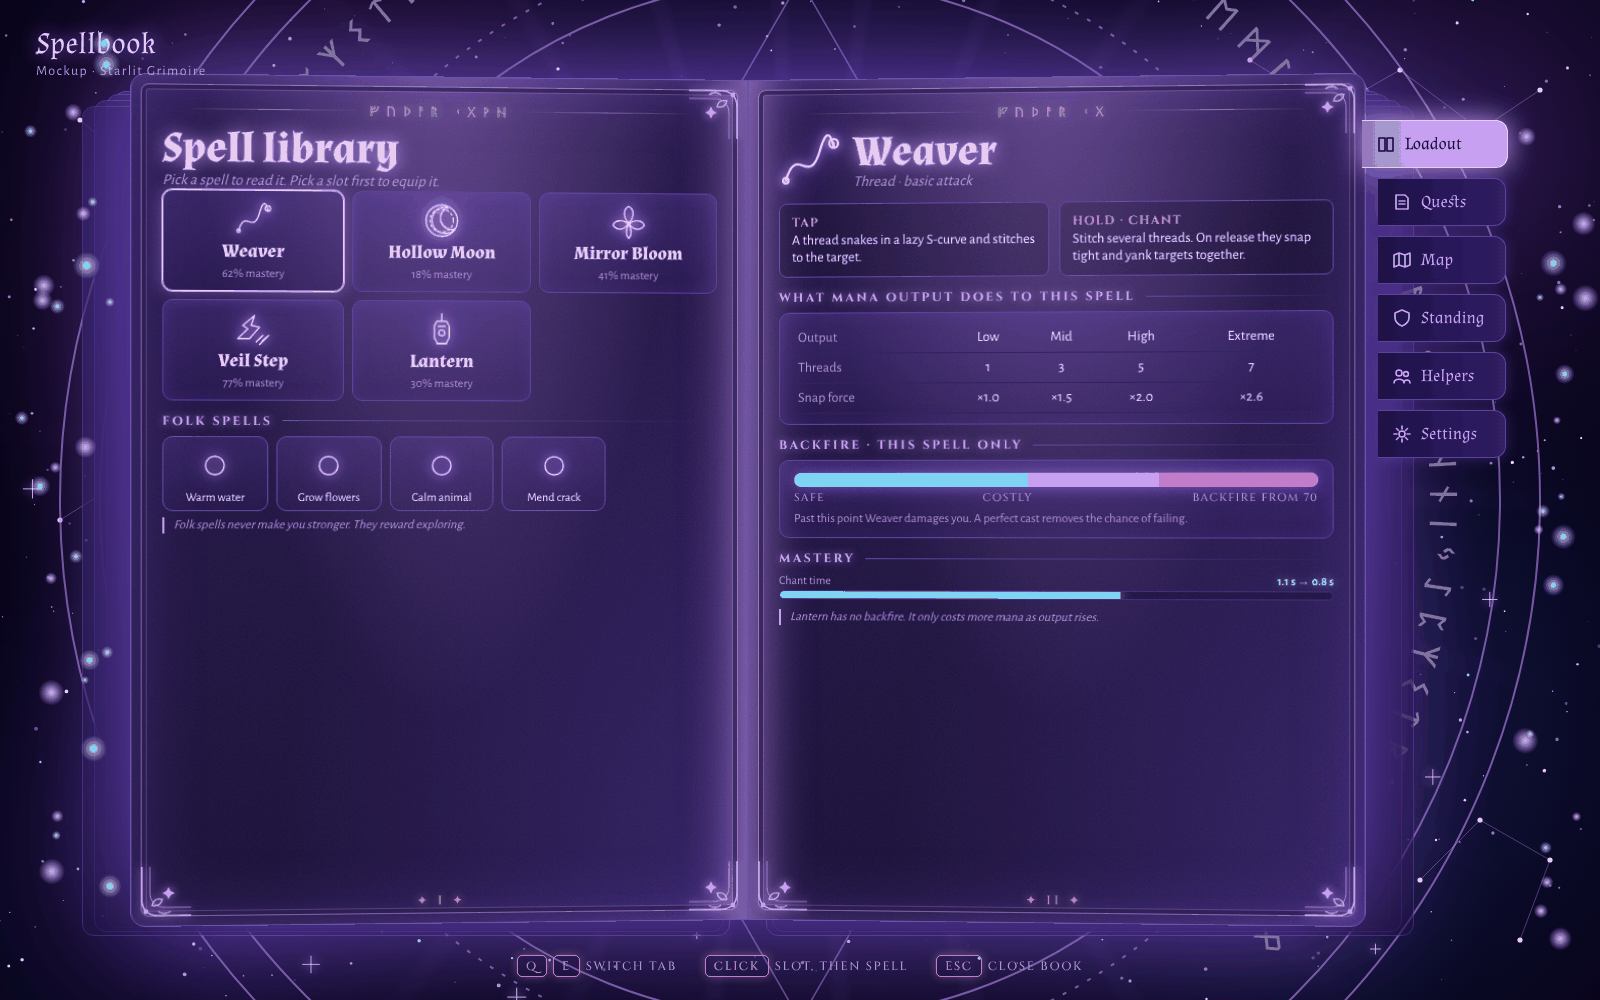 Spellbook
Mockup · Starlit Grimoire
Spell library
Pick a spell to read it. Pick a slot first to equip it.
Weaver
62% mastery
Hollow Moon
18% mastery
Mirror Bloom
41% mastery
Veil Step
77% mastery
Lantern
30% mastery
FOLK SPELLS
Warm water
Grow flowers
Calm animal
Mend crack
Folk spells never make you stronger. They reward exploring.
✦ I ✦
Weaver
Thread · basic attack
TAP
A thread snakes in a lazy S-curve and stitches
to the target.
HOLD · CHANT
Stitch several threads. On release they snap
tight and yank targets together.
WHAT MANA OUTPUT DOES TO THIS SPELL
Output Low Mid High Extreme
Threads 1 3 5 7
Snap force ×1.0 ×1.5 ×2.0 ×2.6
BACKFIRE · THIS SPELL ONLY
SAFE COSTLY BACKFIRE FROM 70
Past this point Weaver damages you. A perfect cast removes the chance of failing.
MASTERY
Chant time 1.1 s → 0.8 s
Lantern has no backfire. It only costs more mana as output rises.
✦ II ✦
Loadout
Quests
Map
Standing
Helpers
Settings
Q E SWITCH TAB CLICK SLOT, THEN SPELL ESC CLOSE BOOK